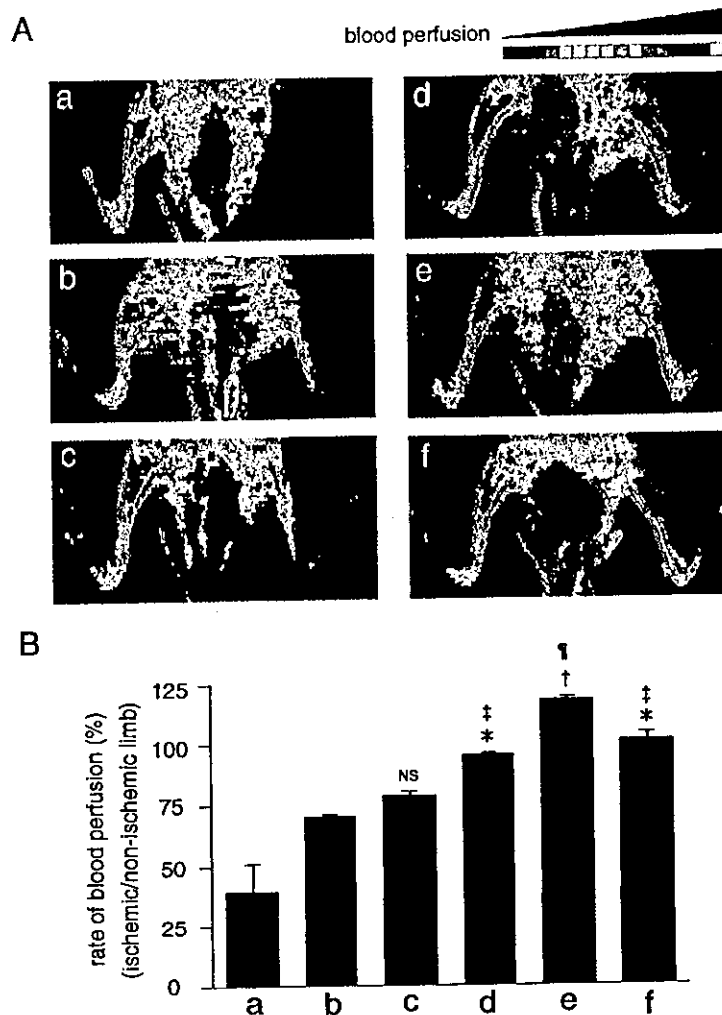 A
blood perfusion
a
d
b
e
c
f
B
rate of blood perfusion (%)
(ischemic/non-ischemic limb)
125
100
75
50
25
0
NS
‡
*
¶
†
‡
*
a b c d e f